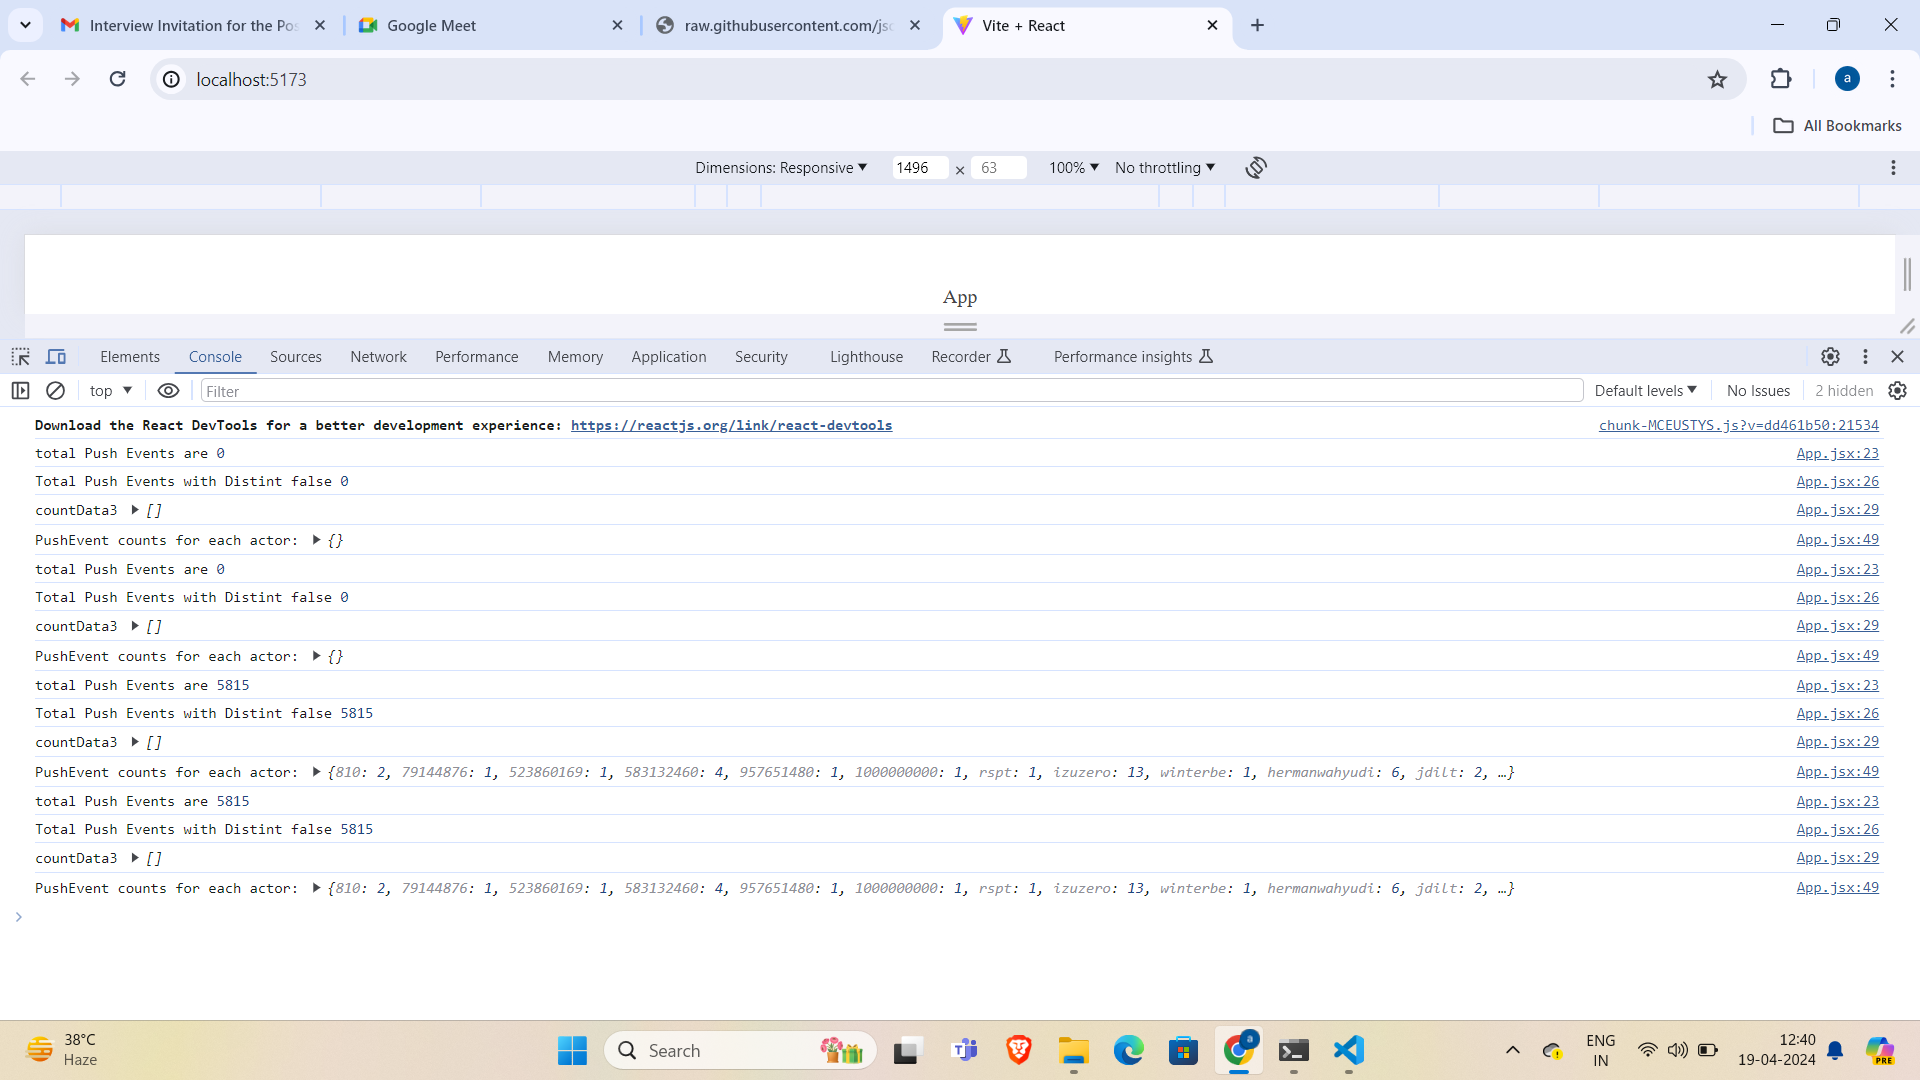 Interview Invitation for the Pos
Google Meet
raw.githubusercontent.com/jso
Vite + React
localhost:5173
a
All Bookmarks
Dimensions: Responsive 1496 × 63 100% No throttling
App
Elements Console Sources Network Performance Memory Application Security Lighthouse Recorder Performance insights
top Filter Default levels No Issues 2 hidden
Download the React DevTools for a better development experience: https://reactjs.org/link/react-devtools chunk-MCEUSTYS.js?v=dd461b50:21534
total Push Events are 0 App.jsx:23
Total Push Events with Distint false 0 App.jsx:26
countData3 ▶ [] App.jsx:29
PushEvent counts for each actor: ▶ {} App.jsx:49
total Push Events are 0 App.jsx:23
Total Push Events with Distint false 0 App.jsx:26
countData3 ▶ [] App.jsx:29
PushEvent counts for each actor: ▶ {} App.jsx:49
total Push Events are 5815 App.jsx:23
Total Push Events with Distint false 5815 App.jsx:26
countData3 ▶ [] App.jsx:29
PushEvent counts for each actor: ▶ {810: 2, 79144876: 1, 523860169: 1, 583132460: 4, 957651480: 1, 1000000000: 1, rspt: 1, izuzero: 13, winterbe: 1, hermanwahyudi: 6, jdilt: 2, …} App.jsx:49
total Push Events are 5815 App.jsx:23
Total Push Events with Distint false 5815 App.jsx:26
countData3 ▶ [] App.jsx:29
PushEvent counts for each actor: ▶ {810: 2, 79144876: 1, 523860169: 1, 583132460: 4, 957651480: 1, 1000000000: 1, rspt: 1, izuzero: 13, winterbe: 1, hermanwahyudi: 6, jdilt: 2, …} App.jsx:49
38°C
Haze
Search
a
ENG
IN
12:40
19-04-2024
PRE